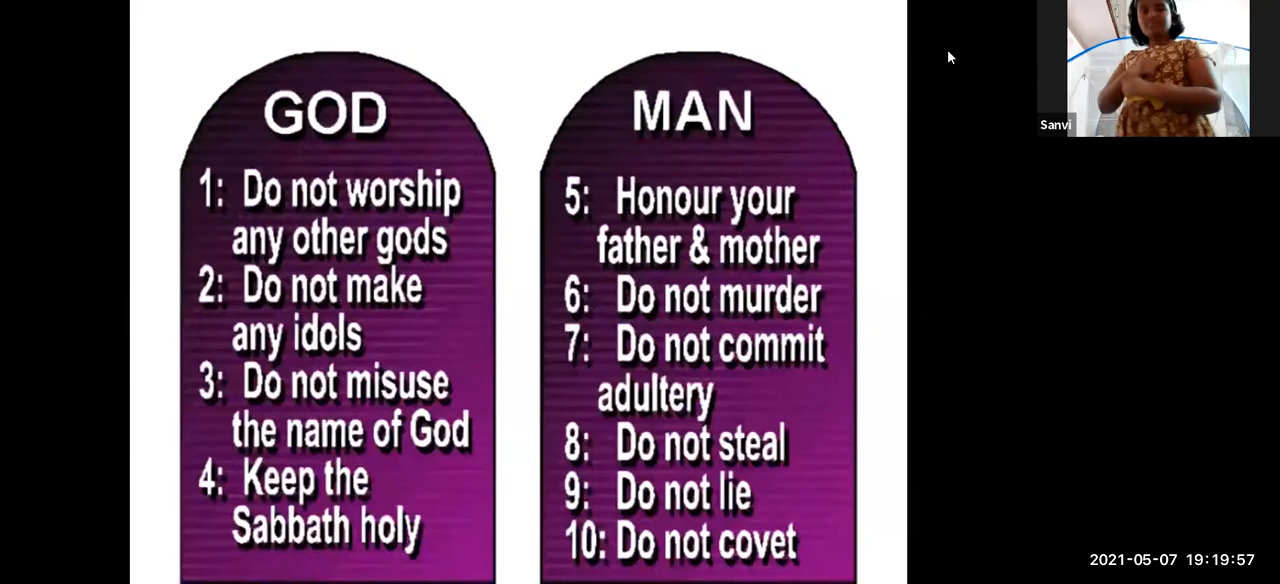 GOD
1: Do not worship
any other gods
2: Do not make
any idols
3: Do not misuse
the name of God
4: Keep the
Sabbath holy
MAN
5: Honour your
father & mother
6: Do not murder
7: Do not commit
adultery
8: Do not steal
9: Do not lie
10: Do not covet
Sanvi
2021-05-07 19:19:57